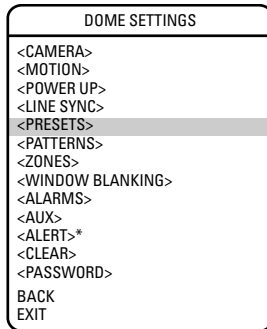 DOME SETTINGS
<CAMERA>
<MOTION>
<POWER UP>
<LINE SYNC>
<PRESETS>
<PATTERNS>
<ZONES>
<WINDOW BLANKING>
<ALARMS>
<AUX>
<ALERT>*
<CLEAR>
<PASSWORD>
BACK
EXIT